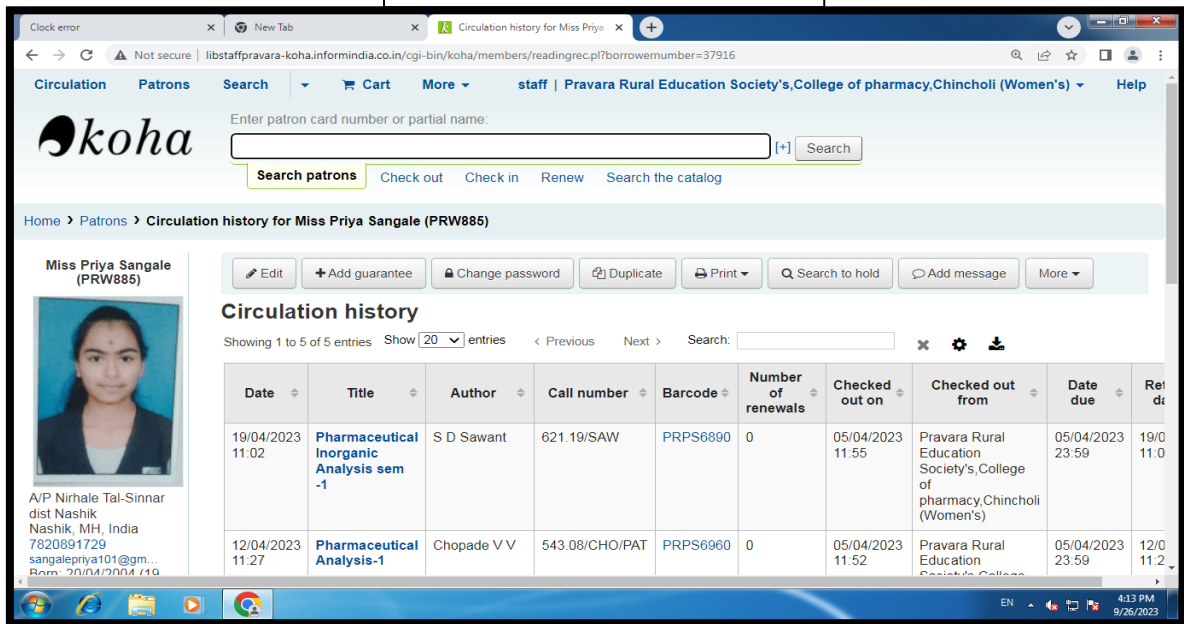 Clock error
New Tab
Circulation history for Miss Priya
Not secure | libstaffpravara-koha.informindia.co.in/cgi-bin/koha/members/readingrec.pl?borrowernumber=37916
Circulation Patrons Search Cart More staff | Pravara Rural Education Society's,College of pharmacy,Chincholi (Women's) Help
koha
Enter patron card number or partial name:
[+] Search
Search patrons Check out Check in Renew Search the catalog
Home > Patrons > Circulation history for Miss Priya Sangale (PRW885)
Miss Priya Sangale
(PRW885)
A/P Nirhale Tal-Sinnar
dist Nashik
Nashik, MH, India
7820891729
sangalepriya101@gm...
Born: 20/04/2004 (19
Edit + Add guarantee Change password Duplicate Print Search to hold Add message More
Circulation history
Showing 1 to 5 of 5 entries Show 20 entries < Previous Next > Search:
Date Title Author Call number Barcode Number of renewals Checked out on Checked out from Date due
19/04/2023 11:02 Pharmaceutical Inorganic Analysis sem -1 S D Sawant 621.19/SAW PRPS6890 0 05/04/2023 11:55 Pravara Rural Education Society's,College of pharmacy,Chincholi (Women's) 05/04/2023 23:59
12/04/2023 11:27 Pharmaceutical Analysis-1 Chopade V V 543.08/CHO/PAT PRPS6960 0 05/04/2023 11:52 Pravara Rural Education 05/04/2023 23:59
EN
4:13 PM
9/26/2023